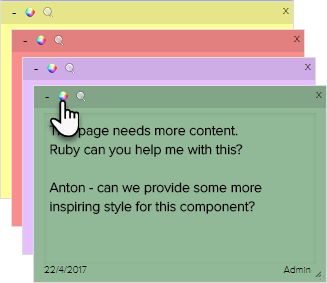 - x
- x
- x
- x
page needs more content.
Ruby can you help me with this?
Anton - can we provide some more
inspiring style for this component?
22/4/2017 Admin